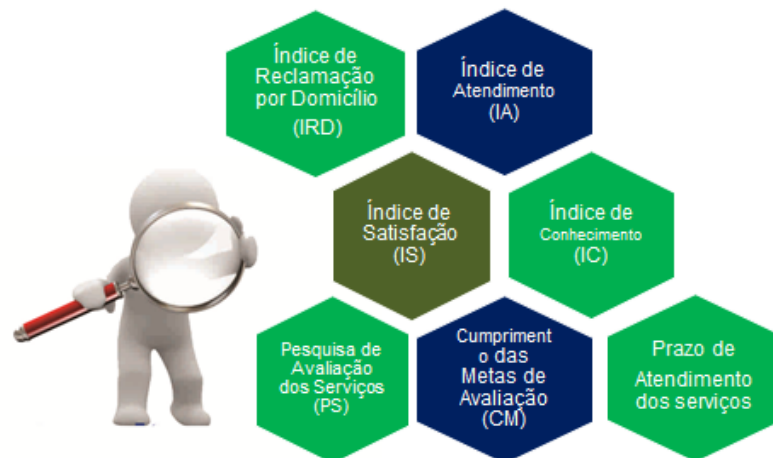 Índice de
Reclamação
por Domicílio
(IRD)
Índice de
Atendimento
(IA)
Índice de
Satisfação
(IS)
Índice de
Conhecimento
(IC)
Pesquisa de
Avaliação
dos Serviços
(PS)
Cumpriment
o das
Metas de
Avaliação
(CM)
Prazo de
Atendimento
dos serviços